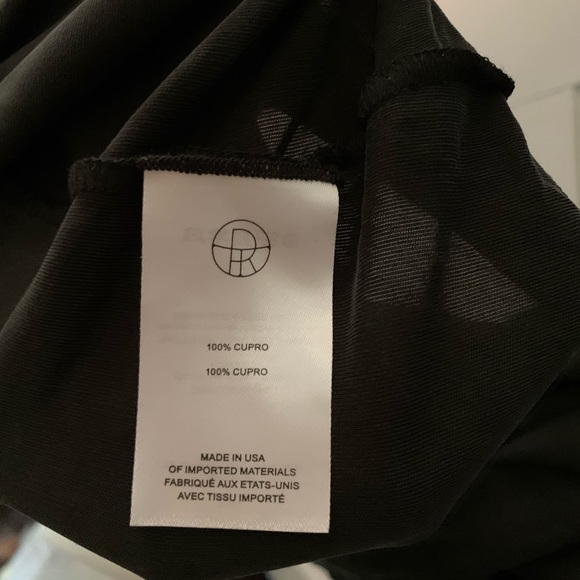 100% CUPRO
100% CUPRO
MADE IN USA
OF IMPORTED MATERIALS
FABRIQUÉ AUX ETATS-UNIS
AVEC TISSU IMPORTÉ